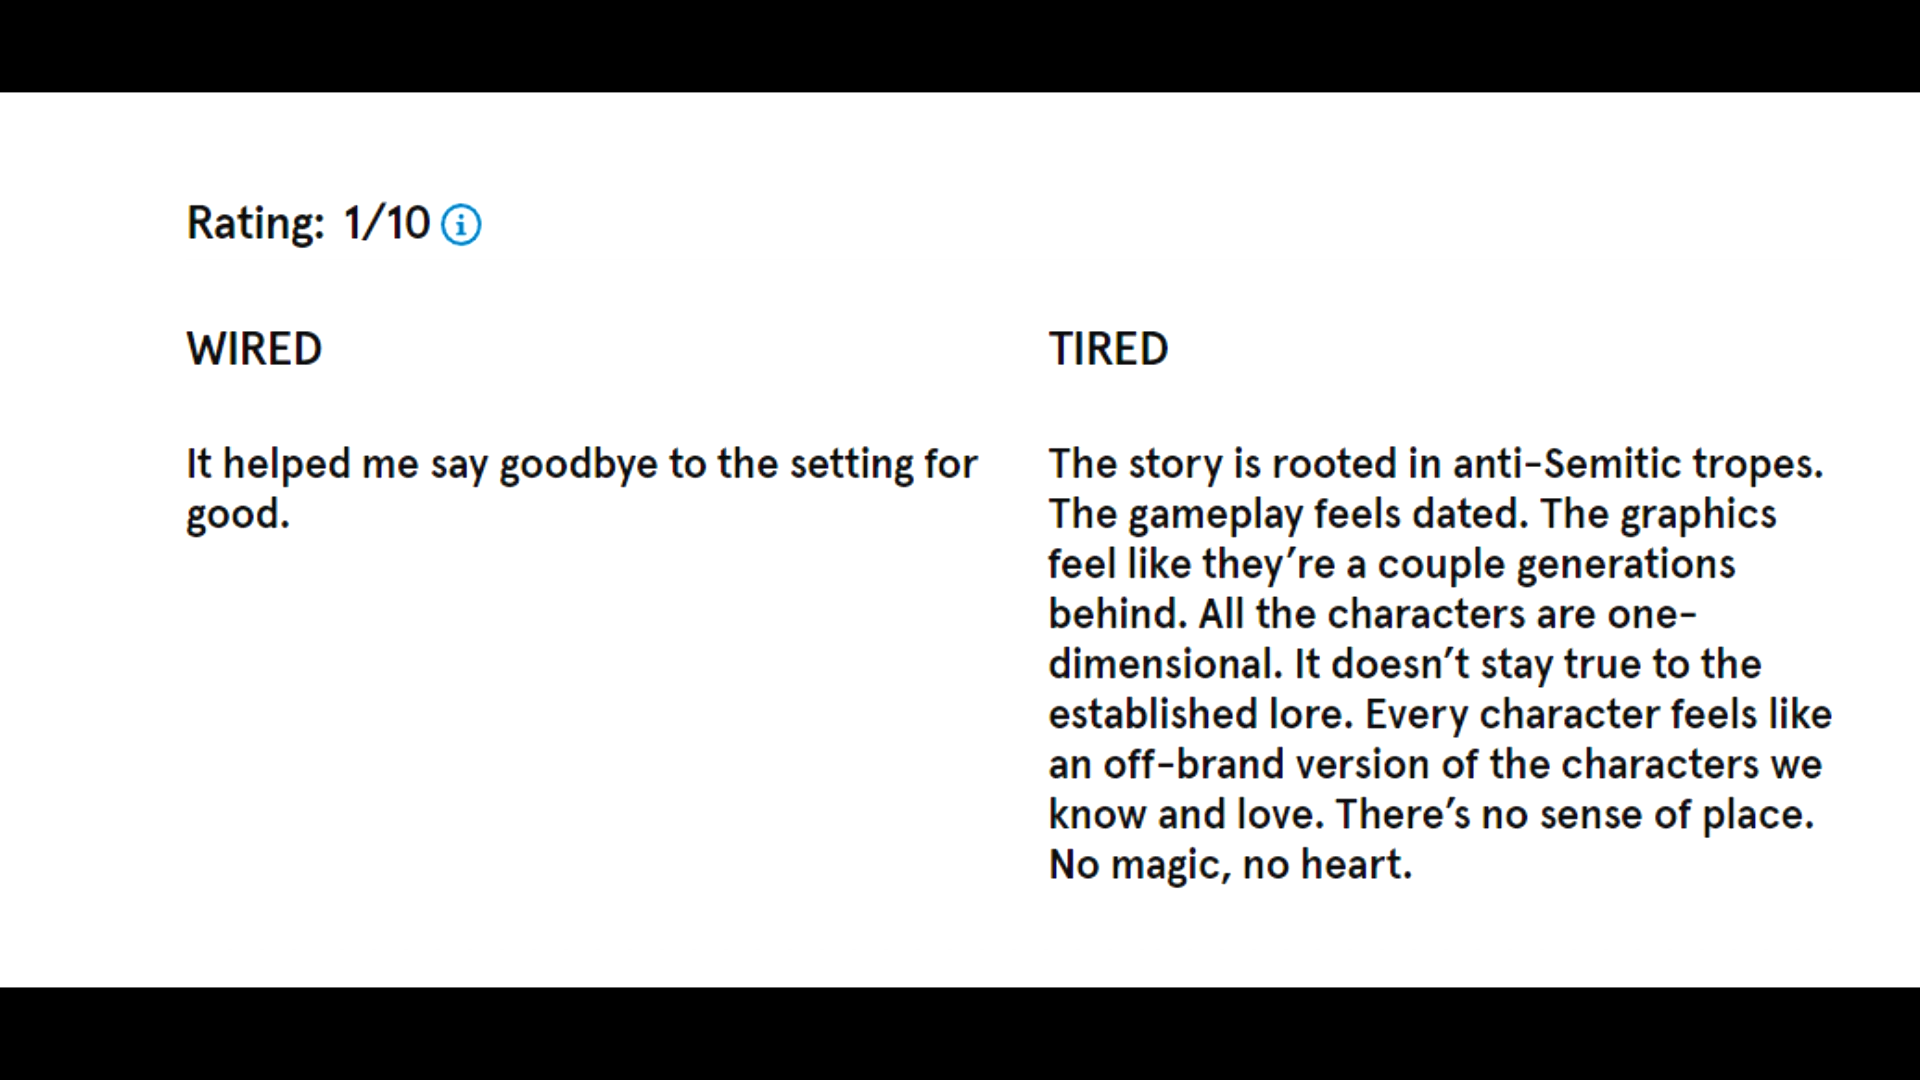 Rating: 1/10
WIRED
It helped me say goodbye to the setting for
good.
TIRED
The story is rooted in anti-Semitic tropes.
The gameplay feels dated. The graphics
feel like they’re a couple generations
behind. All the characters are one-
dimensional. It doesn’t stay true to the
established lore. Every character feels like
an off-brand version of the characters we
know and love. There’s no sense of place.
No magic, no heart.